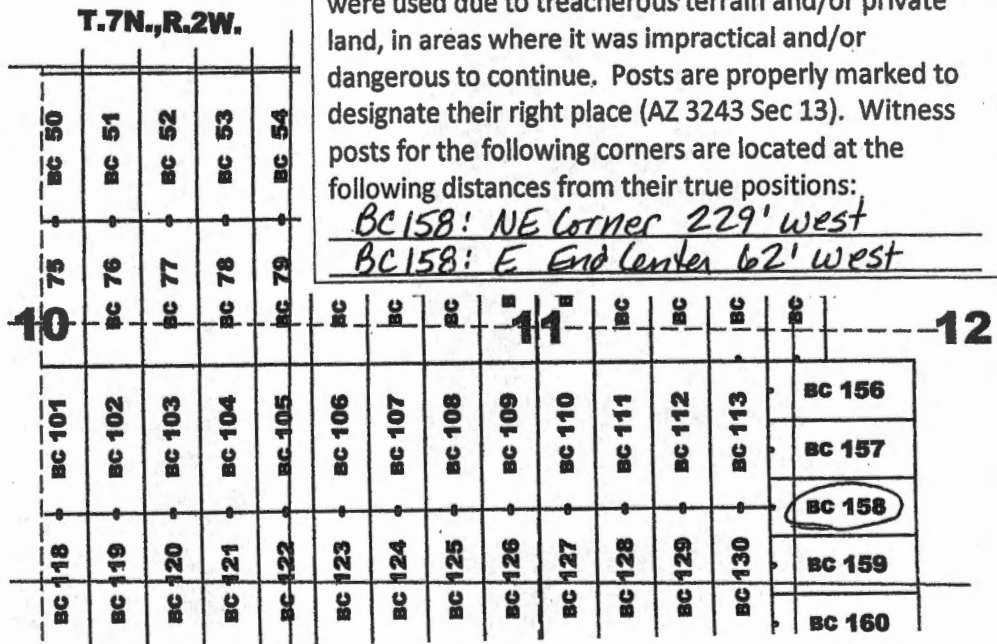 T.7N.,R.2W.
were used due to treacherous terrain and/or private
land, in areas where it was impractical and/or
dangerous to continue. Posts are properly marked to
designate their right place (AZ 3243 Sec 13). Witness
posts for the following corners are located at the
following distances from their true positions:
BC158: NE Corner 229' west
BC158: E End Center 62' west
BC 50 BC 51 BC 52 BC 53 BC 54
BC 75 BC 76 BC 77 BC 78 BC 79
BC BC BC B B BC BC BC BC
10 11 12
BC 101 BC 102 BC 103 BC 104 BC 105 BC 106 BC 107 BC 108 BC 109 BC 110 BC 111 BC 112 BC 113
BC 156
BC 157
BC 158
BC 118 BC 119 BC 120 BC 121 BC 122 BC 123 BC 124 BC 125 BC 126 BC 127 BC 128 BC 129 BC 130
BC 159
BC 160